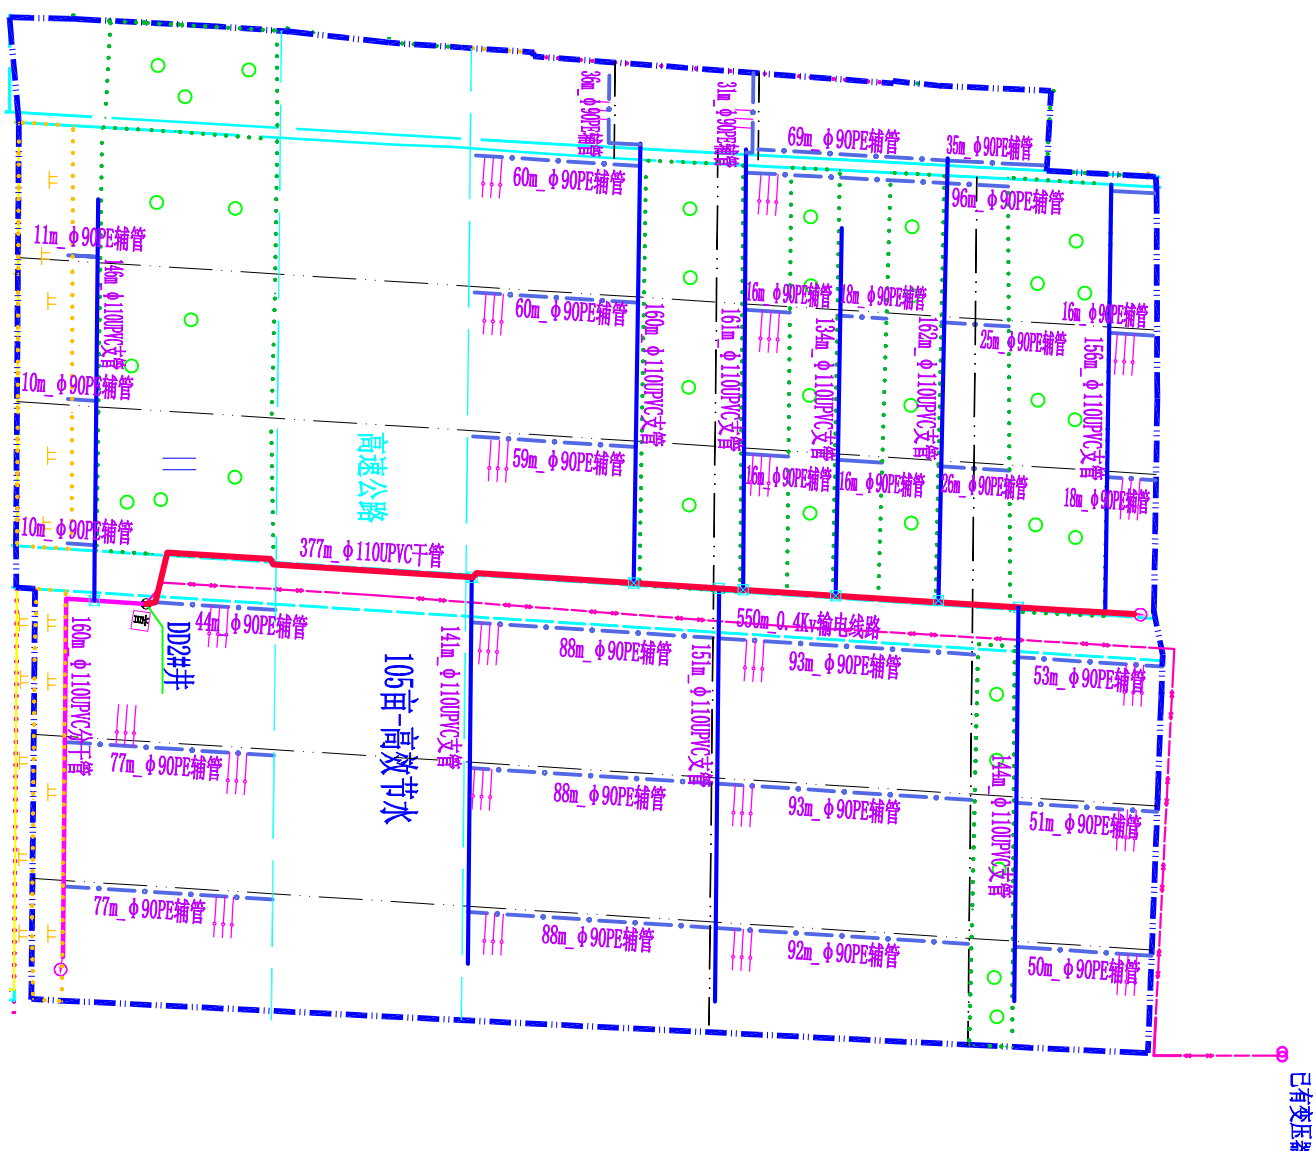 36m_φ90PE辅管
31m_φ90PE辅管
69m_φ90PE辅管
35m_φ90PE辅管
60m_φ90PE辅管
96m_φ90PE辅管
11m_φ90PE辅管
146m_φ110UPVC支管
60m_φ90PE辅管
160m_φ110UPVC支管
161m_φ110UPVC支管
16m_φ90PE辅管
18m_φ90PE辅管
134m_φ110UPVC支管
162m_φ110UPVC支管
25m_φ90PE辅管
16m_φ90PE辅管
156m_φ110UPVC支管
10m_φ90PE辅管
高速公路
59m_φ90PE辅管
16m_φ90PE辅管
16m_φ90PE辅管
26m_φ90PE辅管
18m_φ90PE辅管
10m_φ90PE辅管
377m_φ110UPVC干管
首
DD2#井
44m_φ90PE辅管
550m_0.4Kv输电线路
160m_φ110UPVC分干管
105亩-高效节水
141m_φ110UPVC支管
88m_φ90PE辅管
151m_φ110UPVC支管
93m_φ90PE辅管
53m_φ90PE辅管
77m_φ90PE辅管
88m_φ90PE辅管
93m_φ90PE辅管
144m_φ110UPVC支管
51m_φ90PE辅管
77m_φ90PE辅管
88m_φ90PE辅管
92m_φ90PE辅管
50m_φ90PE辅管
已有变压器